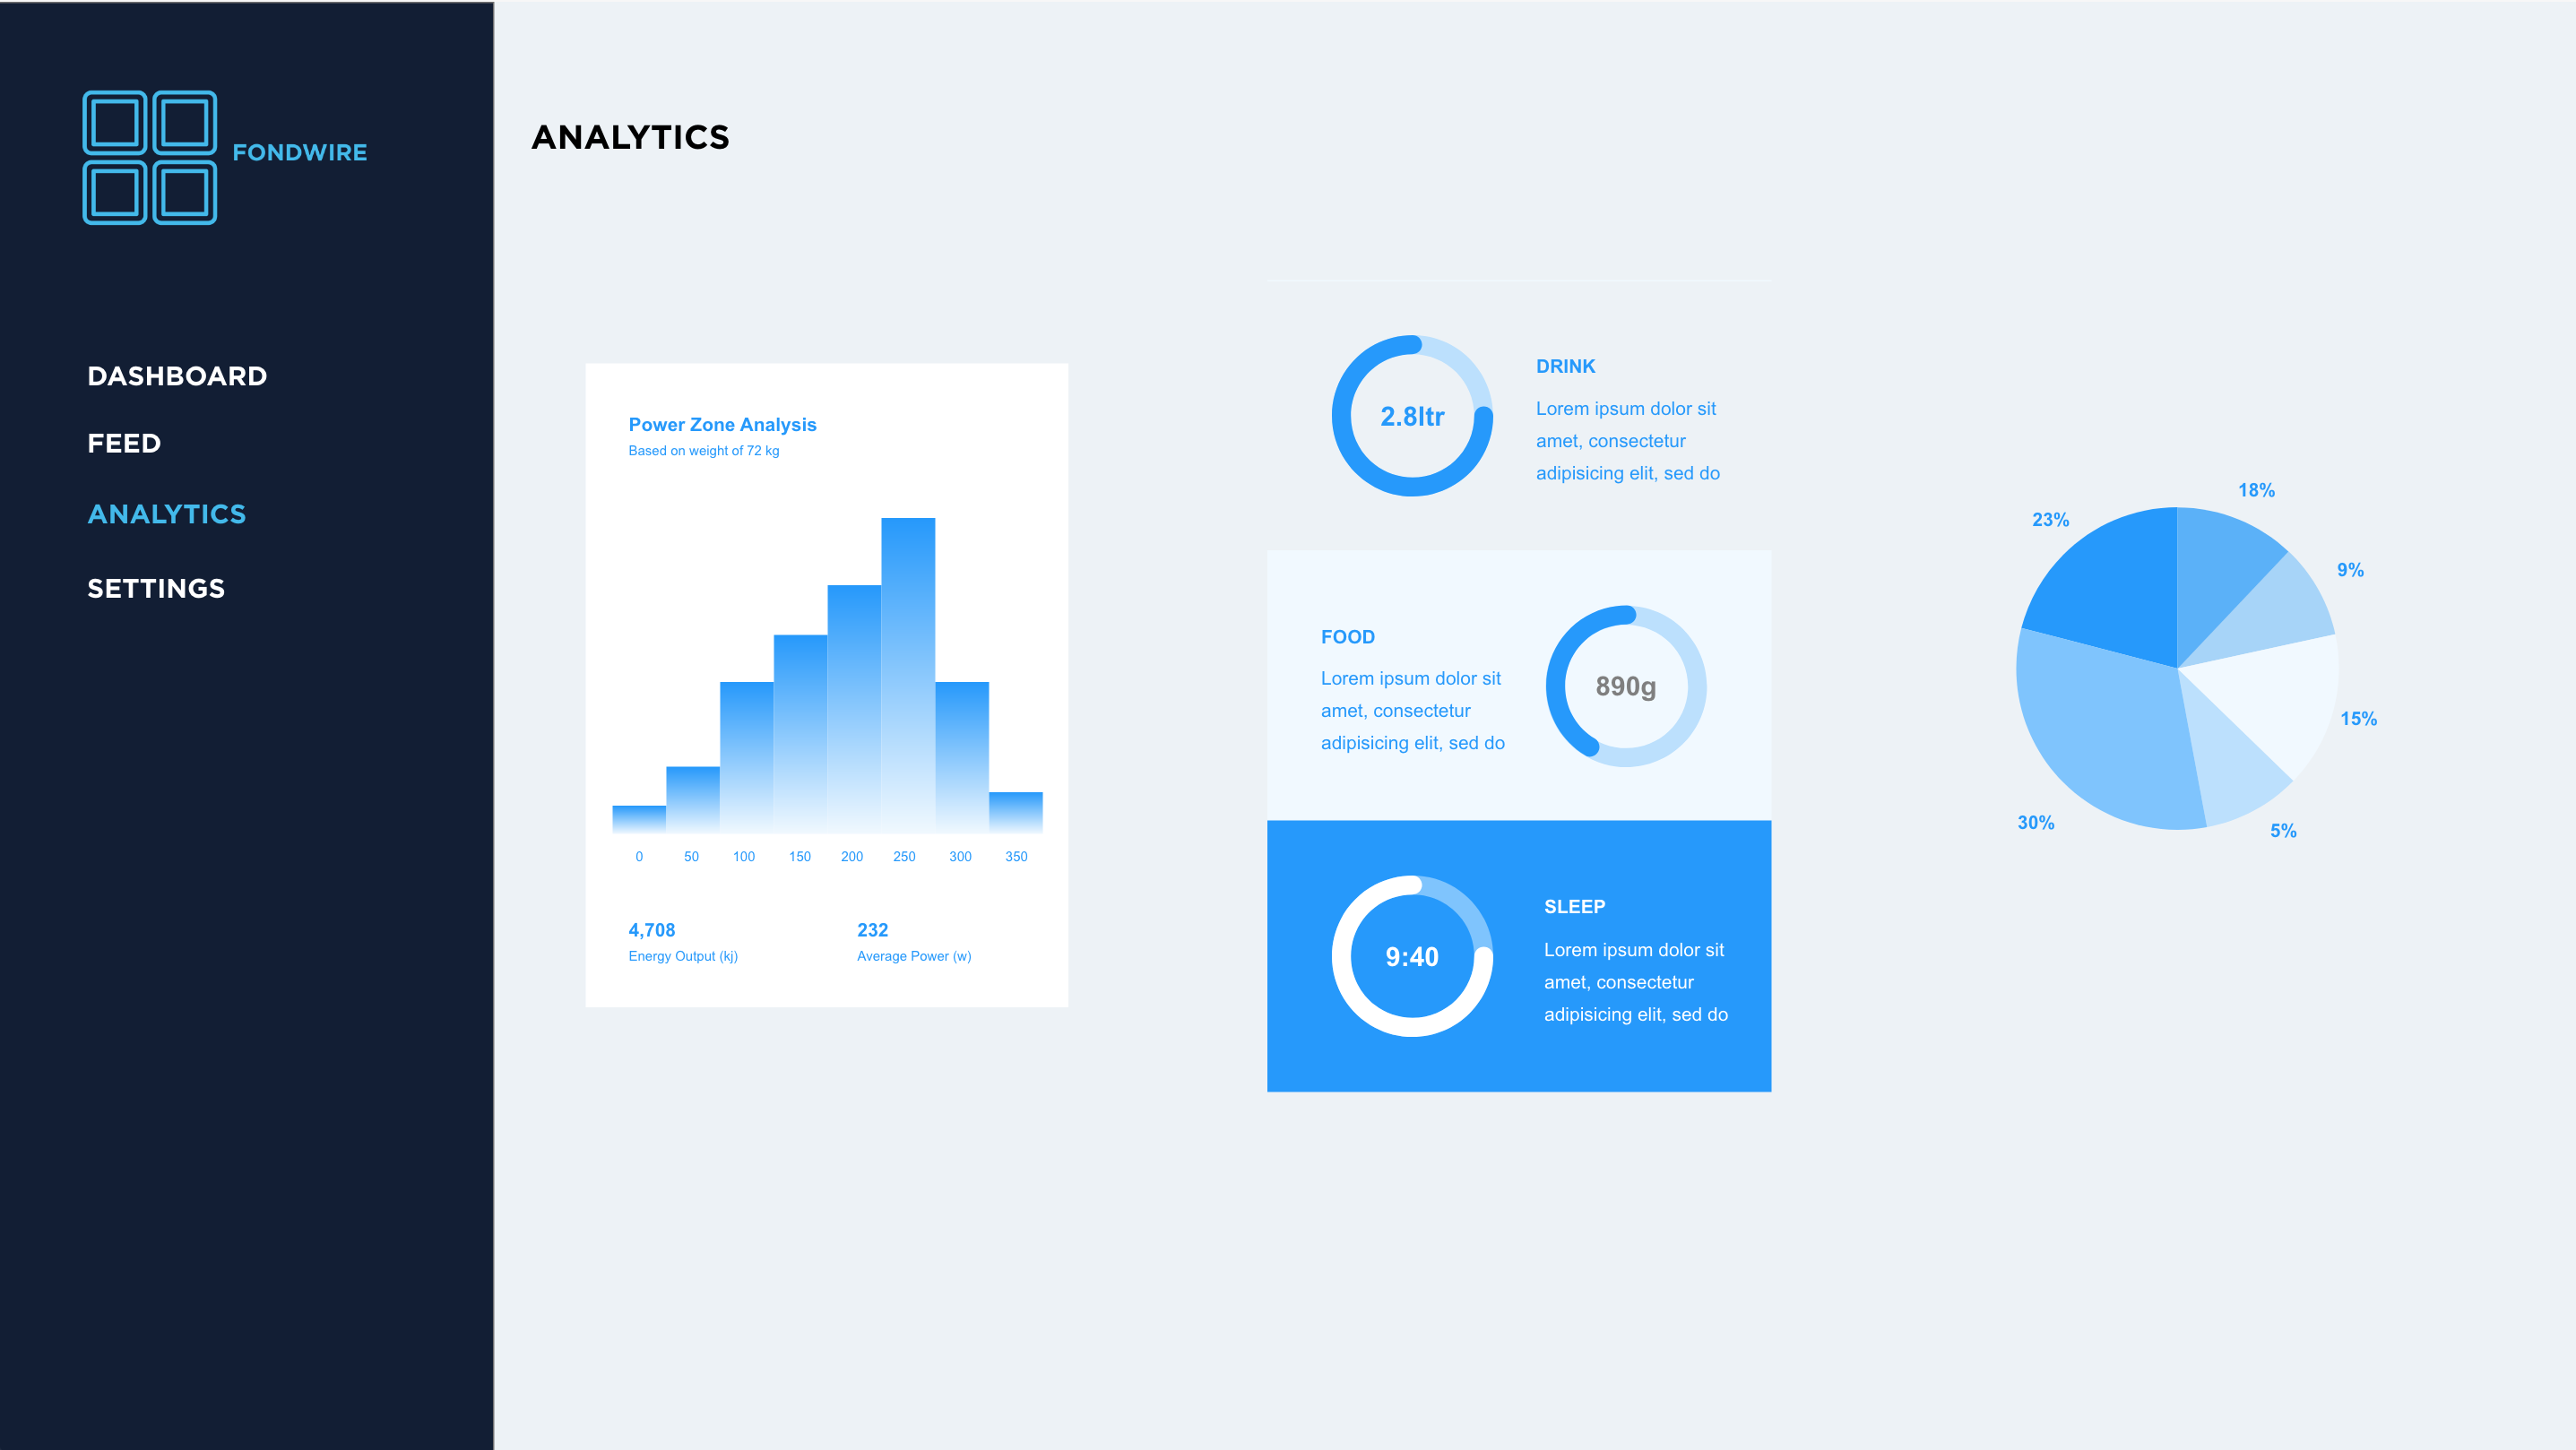 FONDWIRE
DASHBOARD
FEED
ANALYTICS
SETTINGS
ANALYTICS
Power Zone Analysis
Based on weight of 72 kg
0 50 100 150 200 250 300 350
4,708
Energy Output (kj)
232
Average Power (w)
2.8ltr
DRINK
Lorem ipsum dolor sit
amet, consectetur
adipisicing elit, sed do
FOOD
Lorem ipsum dolor sit
amet, consectetur
adipisicing elit, sed do
890g
9:40
SLEEP
Lorem ipsum dolor sit
amet, consectetur
adipisicing elit, sed do
18%
23%
9%
15%
30%
5%